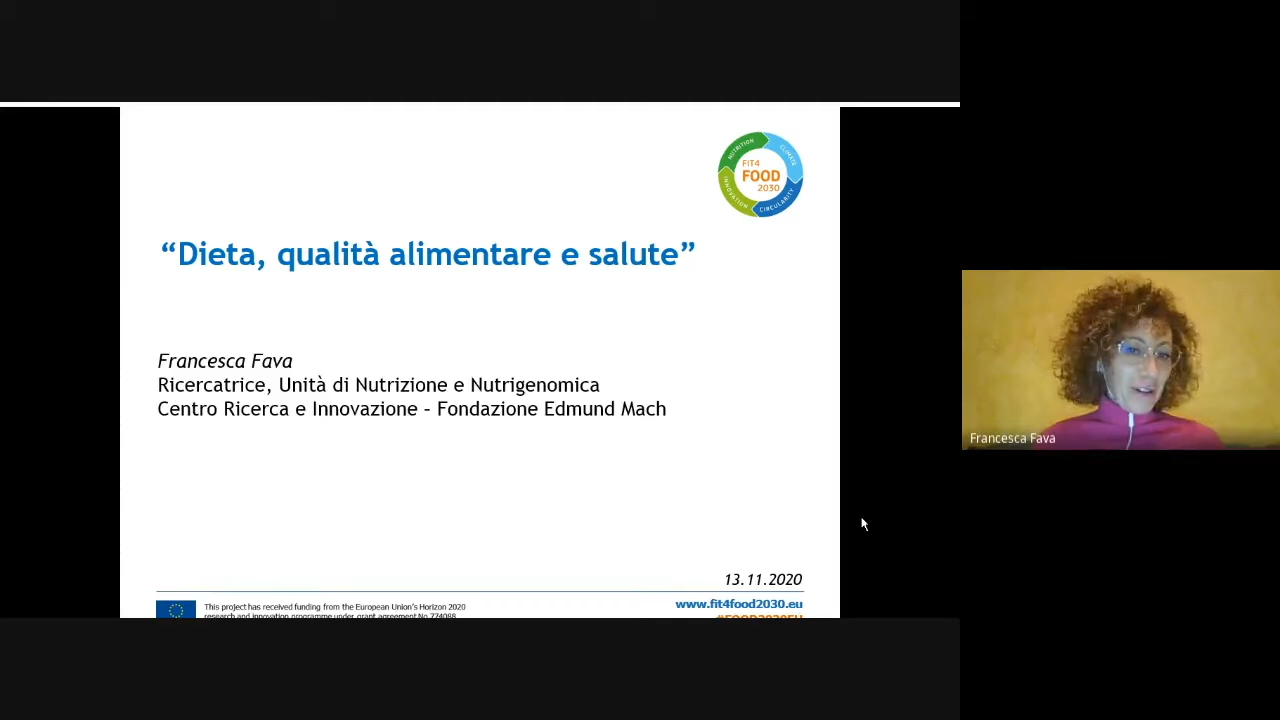 NUTRITION
CLIMATE
FIT4
FOOD
2030
INNOVATION
CIRCULARITY
“Dieta, qualità alimentare e salute”
Francesca Fava
Ricercatrice, Unità di Nutrizione e Nutrigenomica
Centro Ricerca e Innovazione – Fondazione Edmund Mach
Francesca Fava
13.11.2020
This project has received funding from the European Union's Horizon 2020
research and innovation programme under grant agreement No 774088
www.fit4food2030.eu
#FOOD2030EU